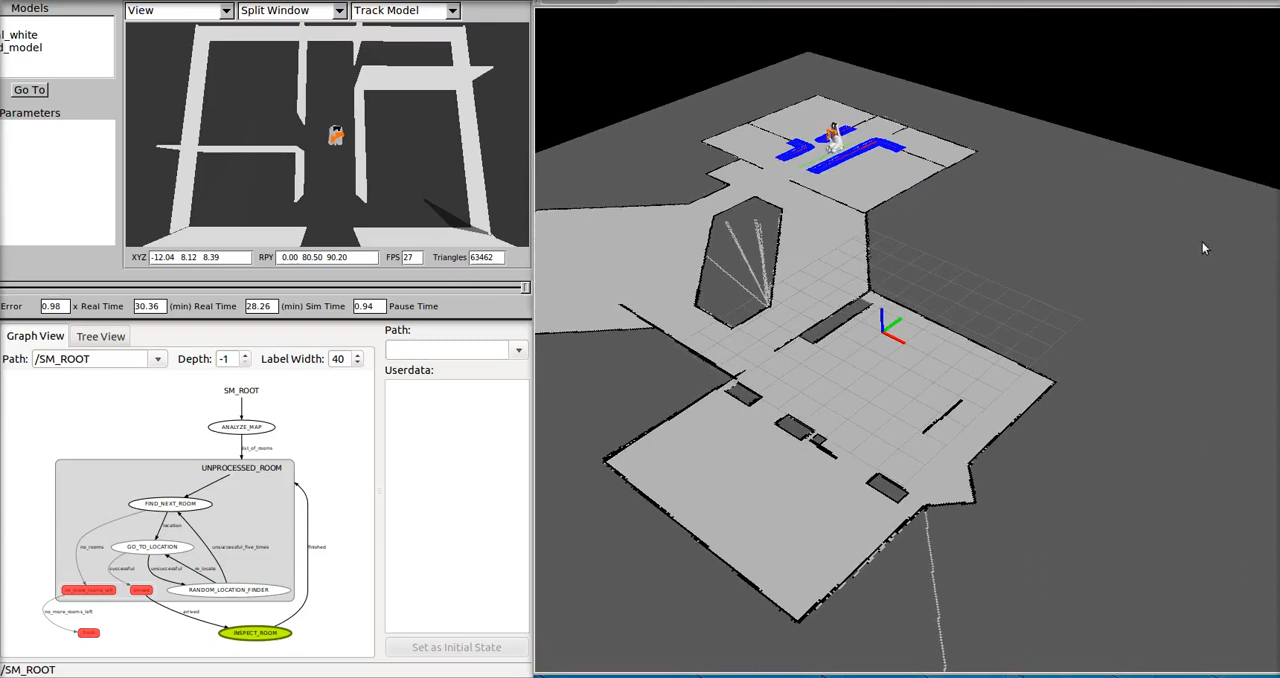 Models
View
Split Window
Track Model
l_white
d_model
Go To
Parameters
XYZ -12.04 8.12 8.39 RPY 0.00 80.50 90.20 FPS 27 Triangles 63462
Error 0.98 x Real Time 30.36 (min) Real Time 28.26 (min) Sim Time 0.94 Pause Time
Graph View
Tree View
Path: /SM_ROOT Depth: -1 Label Width: 40
Path:
Userdata:
SM_ROOT
ANALYZE_MAP
list_of_rooms
UNPROCESSED_ROOM
FIND_NEXT_ROOM
location
GO_TO_LOCATION
no_rooms
unsuccessful_five_times
finished
successful
unsuccessful
RANDOM_LOCATION_FINDER
no_more_rooms_left
arrived
no_more_rooms_left
arrived
INSPECT_ROOM
Set as Initial State
/SM_ROOT